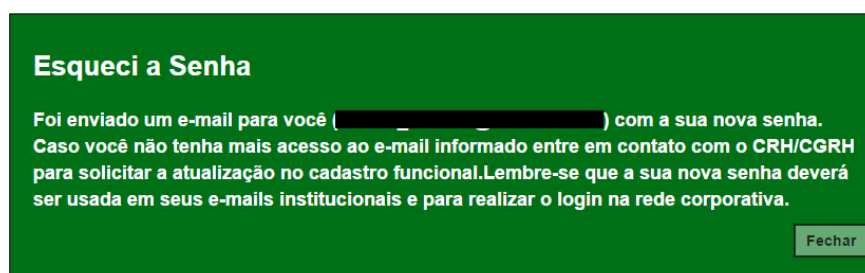 Esqueci a Senha
Foi enviado um e-mail para você ( ) com a sua nova senha.
Caso você não tenha mais acesso ao e-mail informado entre em contato com o CRH/CGRH
para solicitar a atualização no cadastro funcional.Lembre-se que a sua nova senha deverá
ser usada em seus e-mails institucionais e para realizar o login na rede corporativa.
Fechar